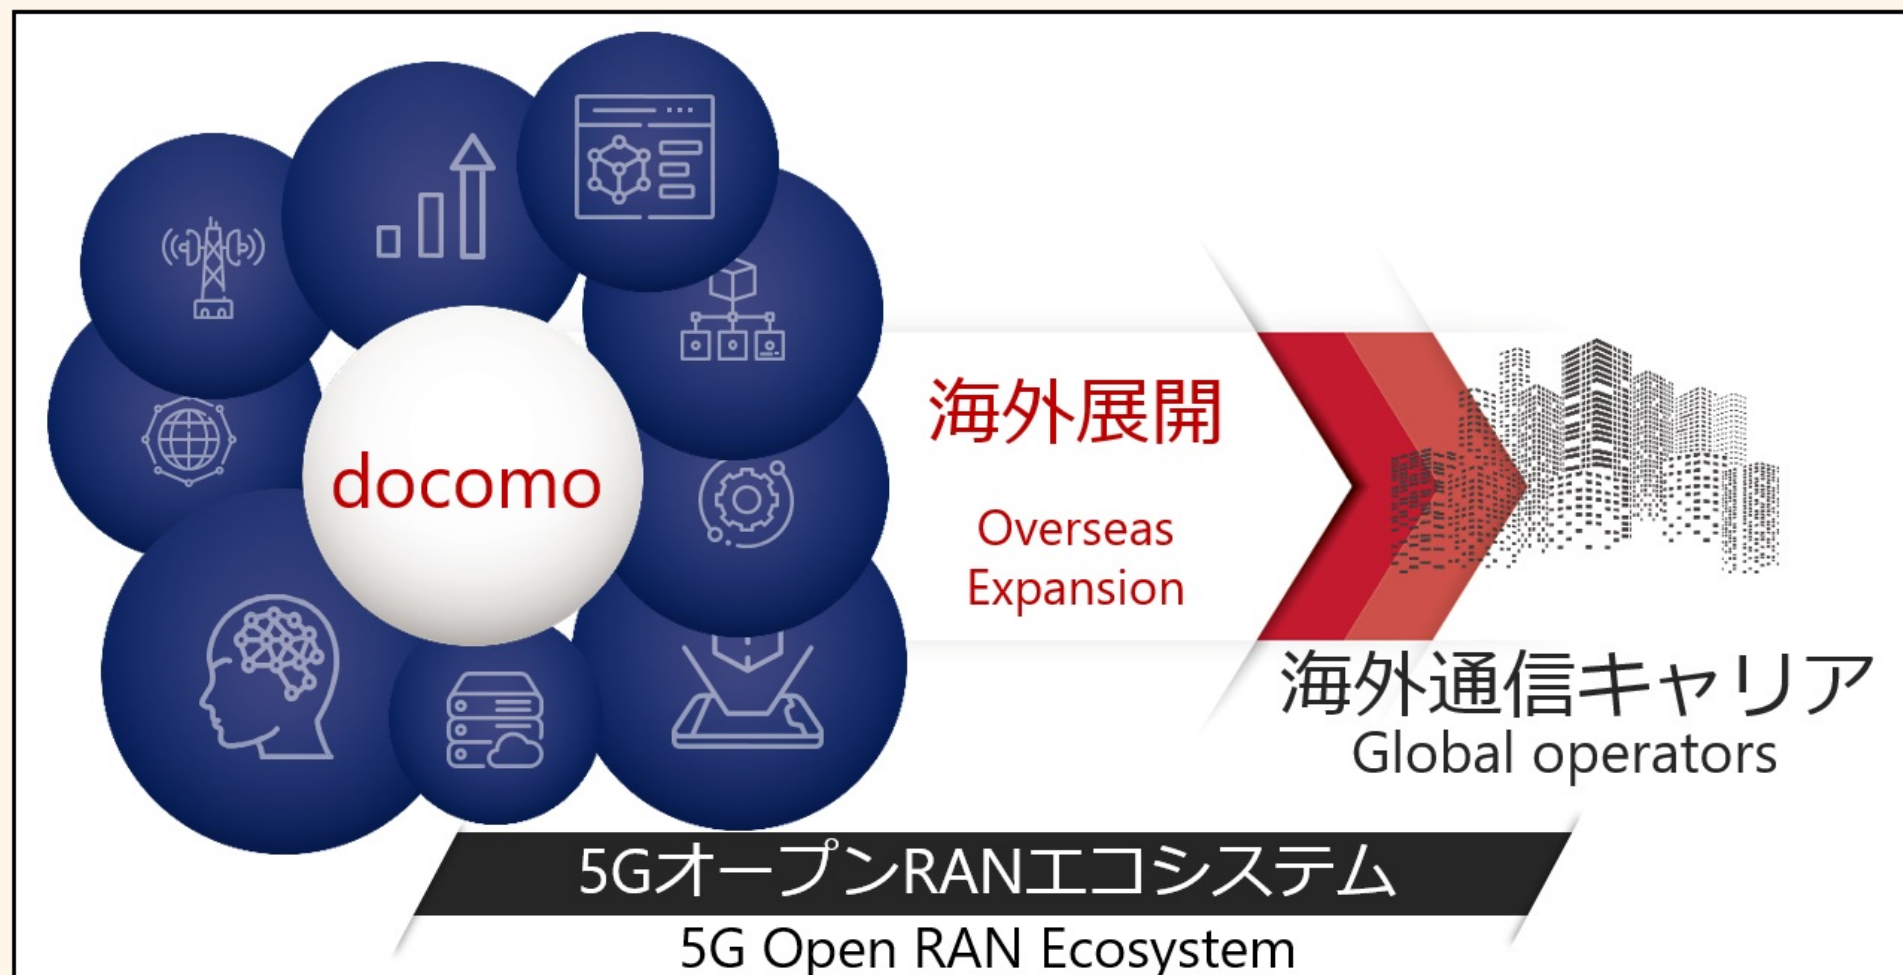 docomo
海外展開
Overseas
Expansion
海外通信キャリア
Global operators
5GオープンRANエコシステム
5G Open RAN Ecosystem